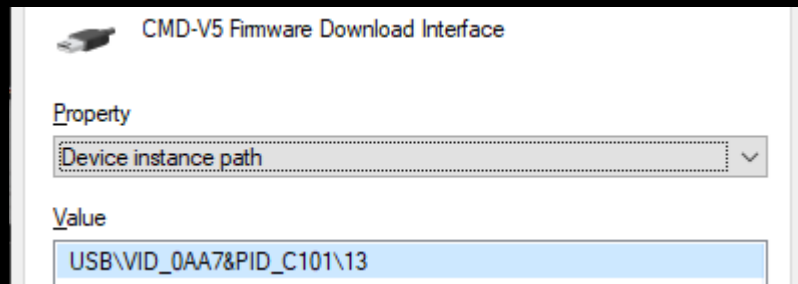 CMD-V5 Firmware Download Interface
Property
Device instance path
Value
USB\VID_0AA7&PID_C101\13